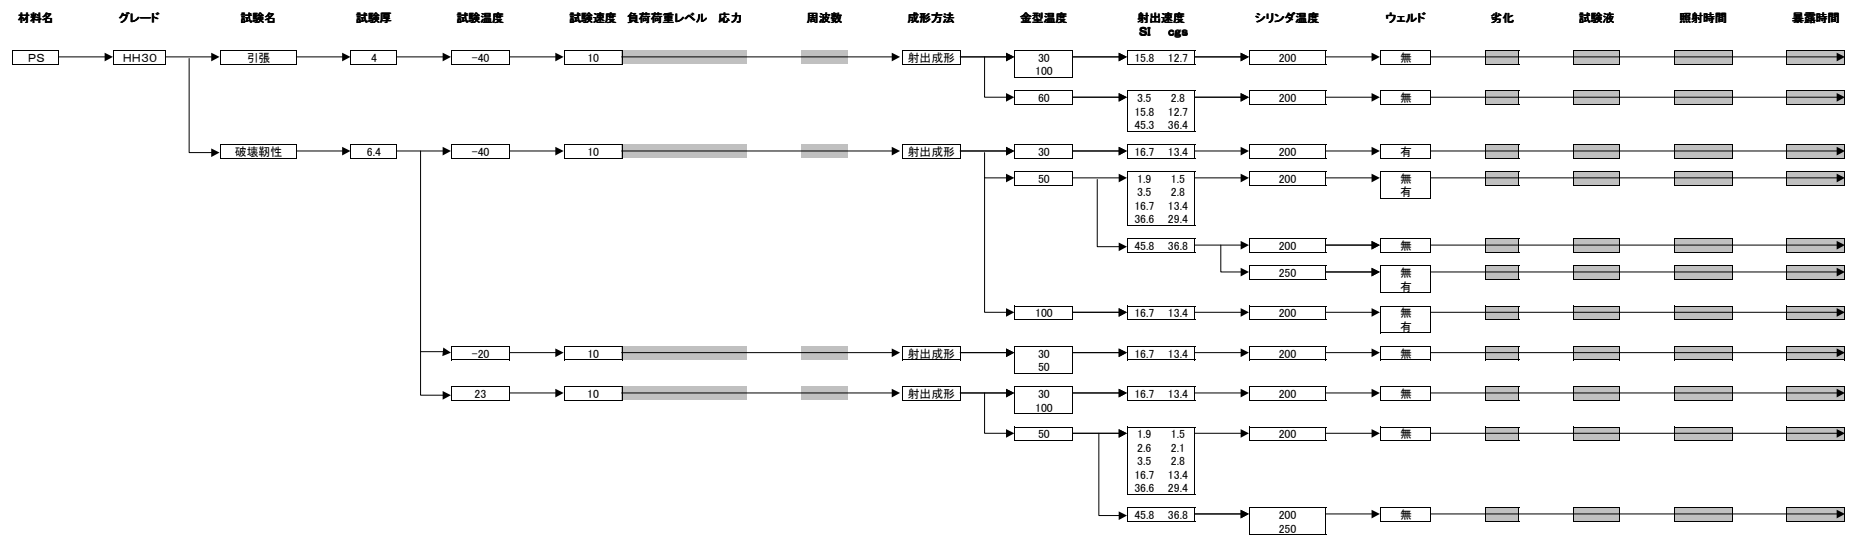 材料名 グレード 試験名 試験厚 試験温度 試験速度 負荷荷重レベル 応力 周波数 成形方法 金型温度 射出速度 シリンダ温度 ウェルド 劣化 試験液 照射時間 暴露時間
SI cgs
PS HH30 引張 4 -40 10 射出成形 30 15.8 12.7 200 無
100
60 3.5 2.8 200 無
15.8 12.7
45.3 36.4
破壊靭性 6.4 -40 10 射出成形 30 16.7 13.4 200 有
50 1.9 1.5 200 無
3.5 2.8 有
16.7 13.4
36.6 29.4
45.8 36.8 200 無
250 無
有
100 16.7 13.4 200 無
有
-20 10 射出成形 30 16.7 13.4 200 無
50
23 10 射出成形 30 16.7 13.4 200 無
100
50 1.9 1.5 200 無
2.6 2.1
3.5 2.8
16.7 13.4
36.6 29.4
45.8 36.8 200 無
250